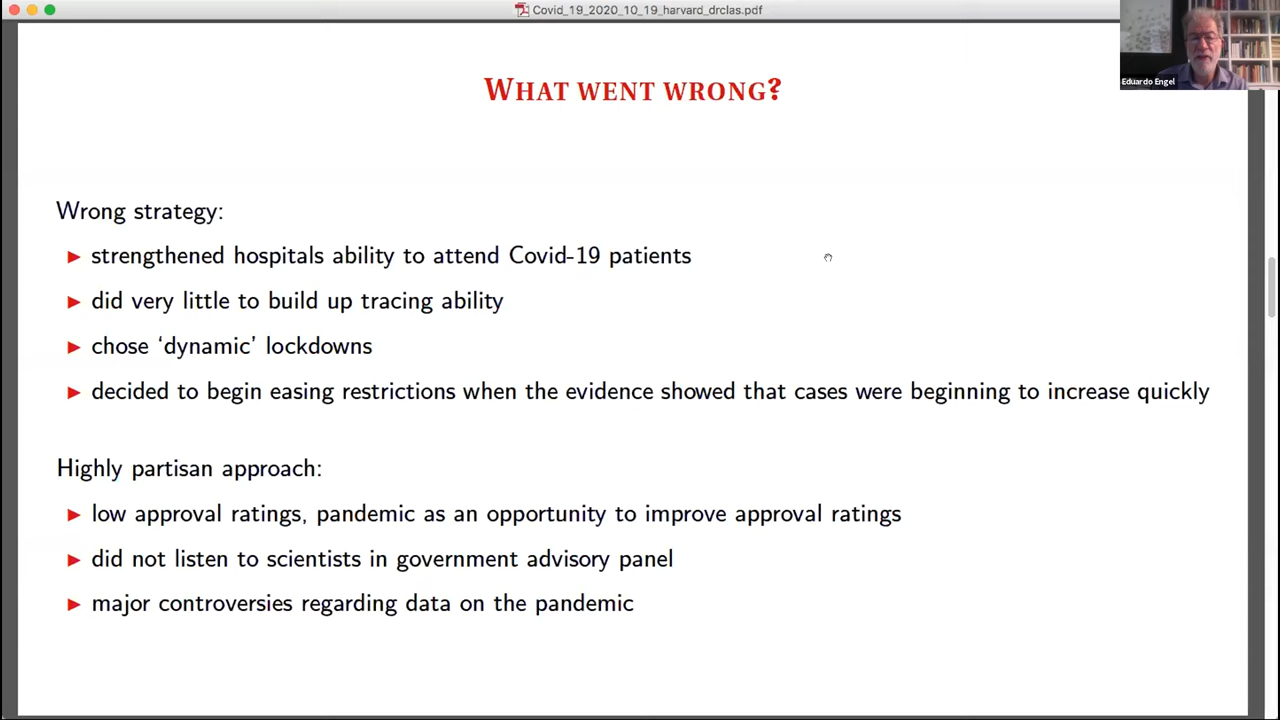 Covid_19_2020_10_19_harvard_drclas.pdf
Eduardo Engel
WHAT WENT WRONG?
Wrong strategy:
▶ strengthened hospitals ability to attend Covid-19 patients
▶ did very little to build up tracing ability
▶ chose ‘dynamic’ lockdowns
▶ decided to begin easing restrictions when the evidence showed that cases were beginning to increase quickly
Highly partisan approach:
▶ low approval ratings, pandemic as an opportunity to improve approval ratings
▶ did not listen to scientists in government advisory panel
▶ major controversies regarding data on the pandemic